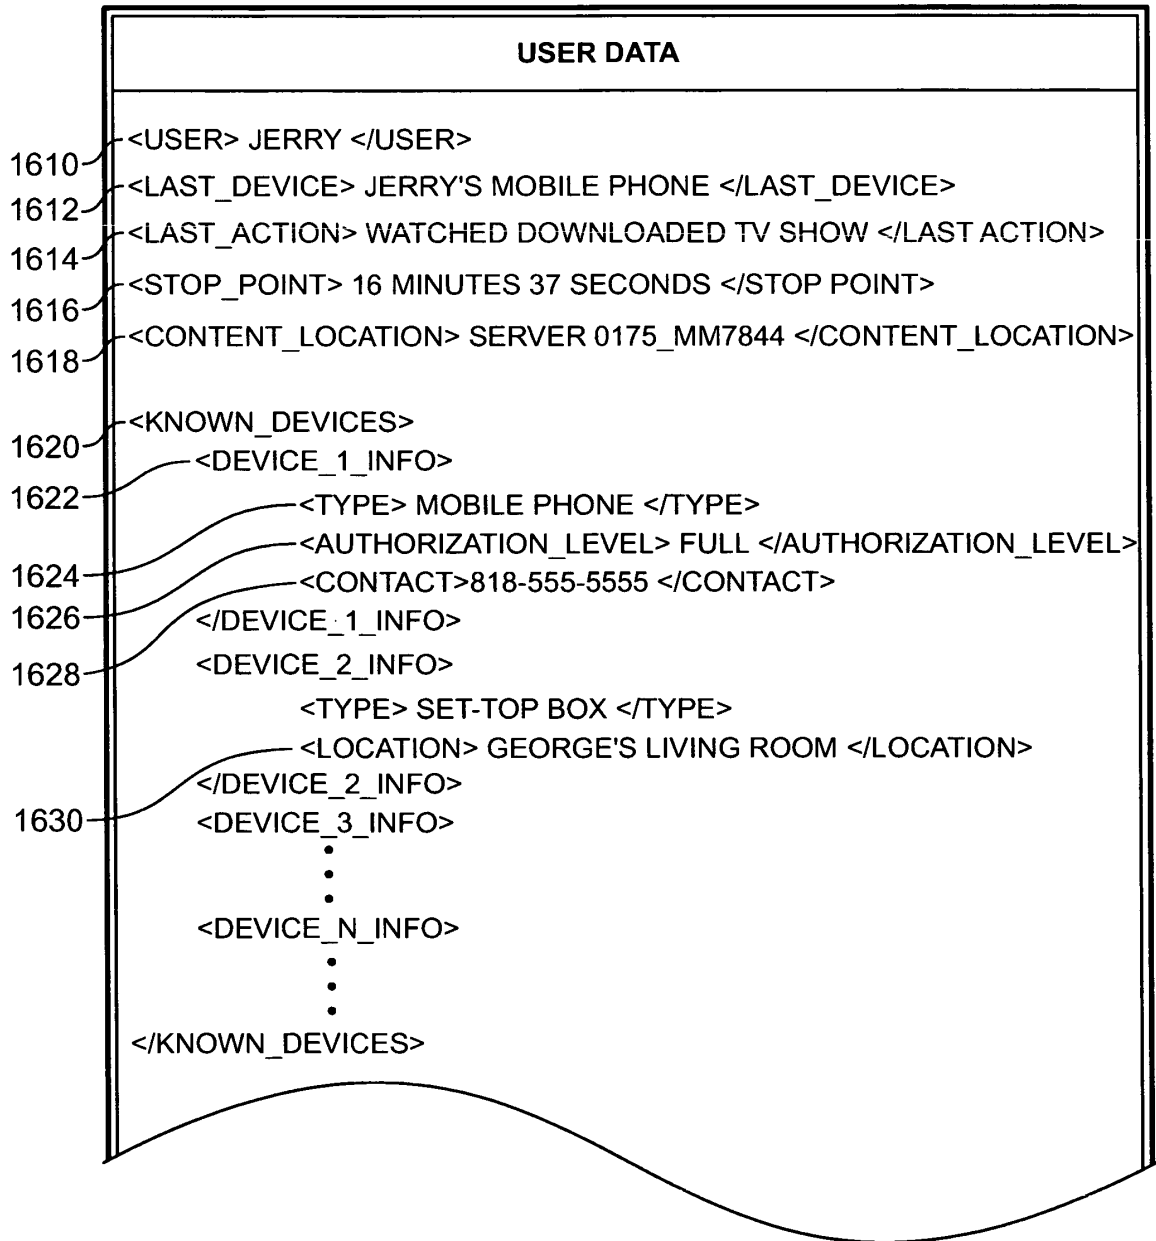 USER DATA
1610 <USER> JERRY </USER>
1612 <LAST_DEVICE> JERRY'S MOBILE PHONE </LAST_DEVICE>
1614 <LAST_ACTION> WATCHED DOWNLOADED TV SHOW </LAST ACTION>
1616 <STOP_POINT> 16 MINUTES 37 SECONDS </STOP POINT>
1618 <CONTENT_LOCATION> SERVER 0175_MM7844 </CONTENT_LOCATION>
1620 <KNOWN_DEVICES>
1622 <DEVICE_1_INFO>
1624 <TYPE> MOBILE PHONE </TYPE>
1626 <AUTHORIZATION_LEVEL> FULL </AUTHORIZATION_LEVEL>
1628 <CONTACT>818-555-5555 </CONTACT>
</DEVICE_1_INFO>
<DEVICE_2_INFO>
<TYPE> SET-TOP BOX </TYPE>
1630 <LOCATION> GEORGE'S LIVING ROOM </LOCATION>
</DEVICE_2_INFO>
<DEVICE_3_INFO>
<DEVICE_N_INFO>
</KNOWN_DEVICES>